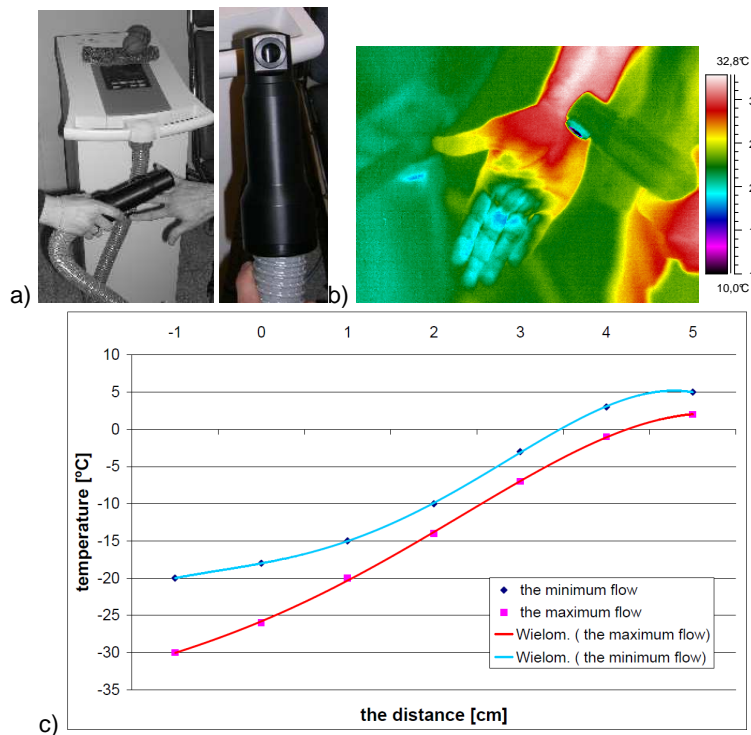 a)
b)
32,8°C
10,0°C
-1 0 1 2 3 4 5
10
5
0
-5
-10
-15
-20
-25
-30
-35
temperature [ºC]
the minimum flow
the maximum flow
Wielom. ( the maximum flow)
Wielom. ( the minimum flow)
the distance [cm]
c)